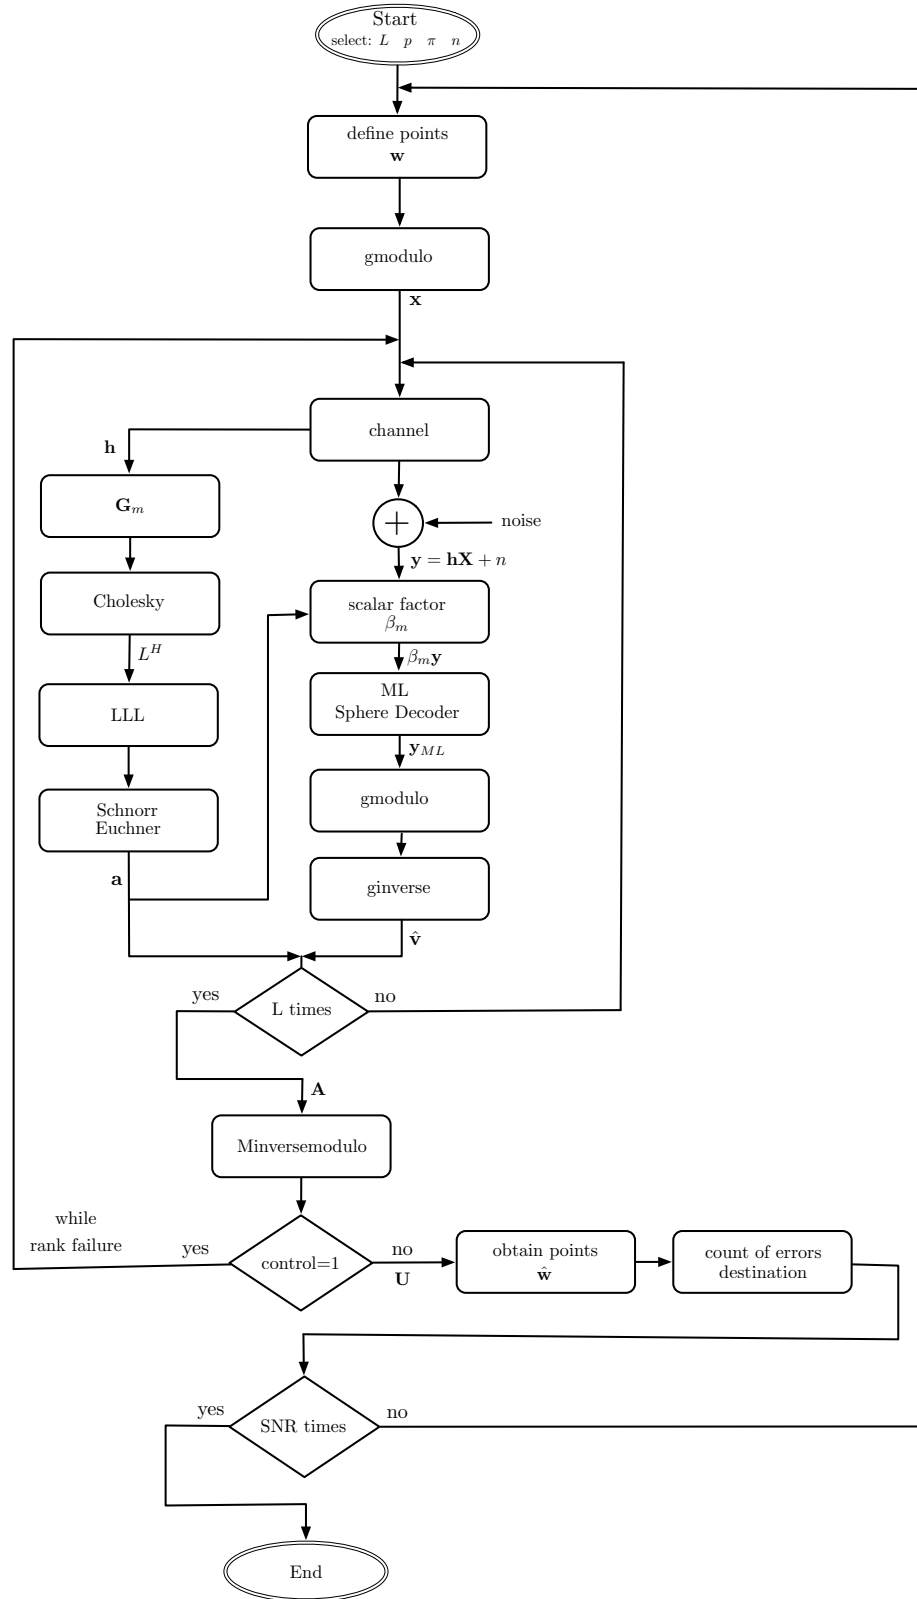 Start
select: L p π n
define points
w
gmodulo
x
channel
h
G_m
noise
y = hX + n
Cholesky
scalar factor
β_m
L^H
β_m y
ML
Sphere Decoder
LLL
y_ML
gmodulo
Schnorr
Euchner
a
ginverse
v̂
yes
no
L times
A
Minversemodulo
while
rank failure
yes
control=1
no
U
obtain points
ŵ
count of errors
destination
yes
SNR times
no
End